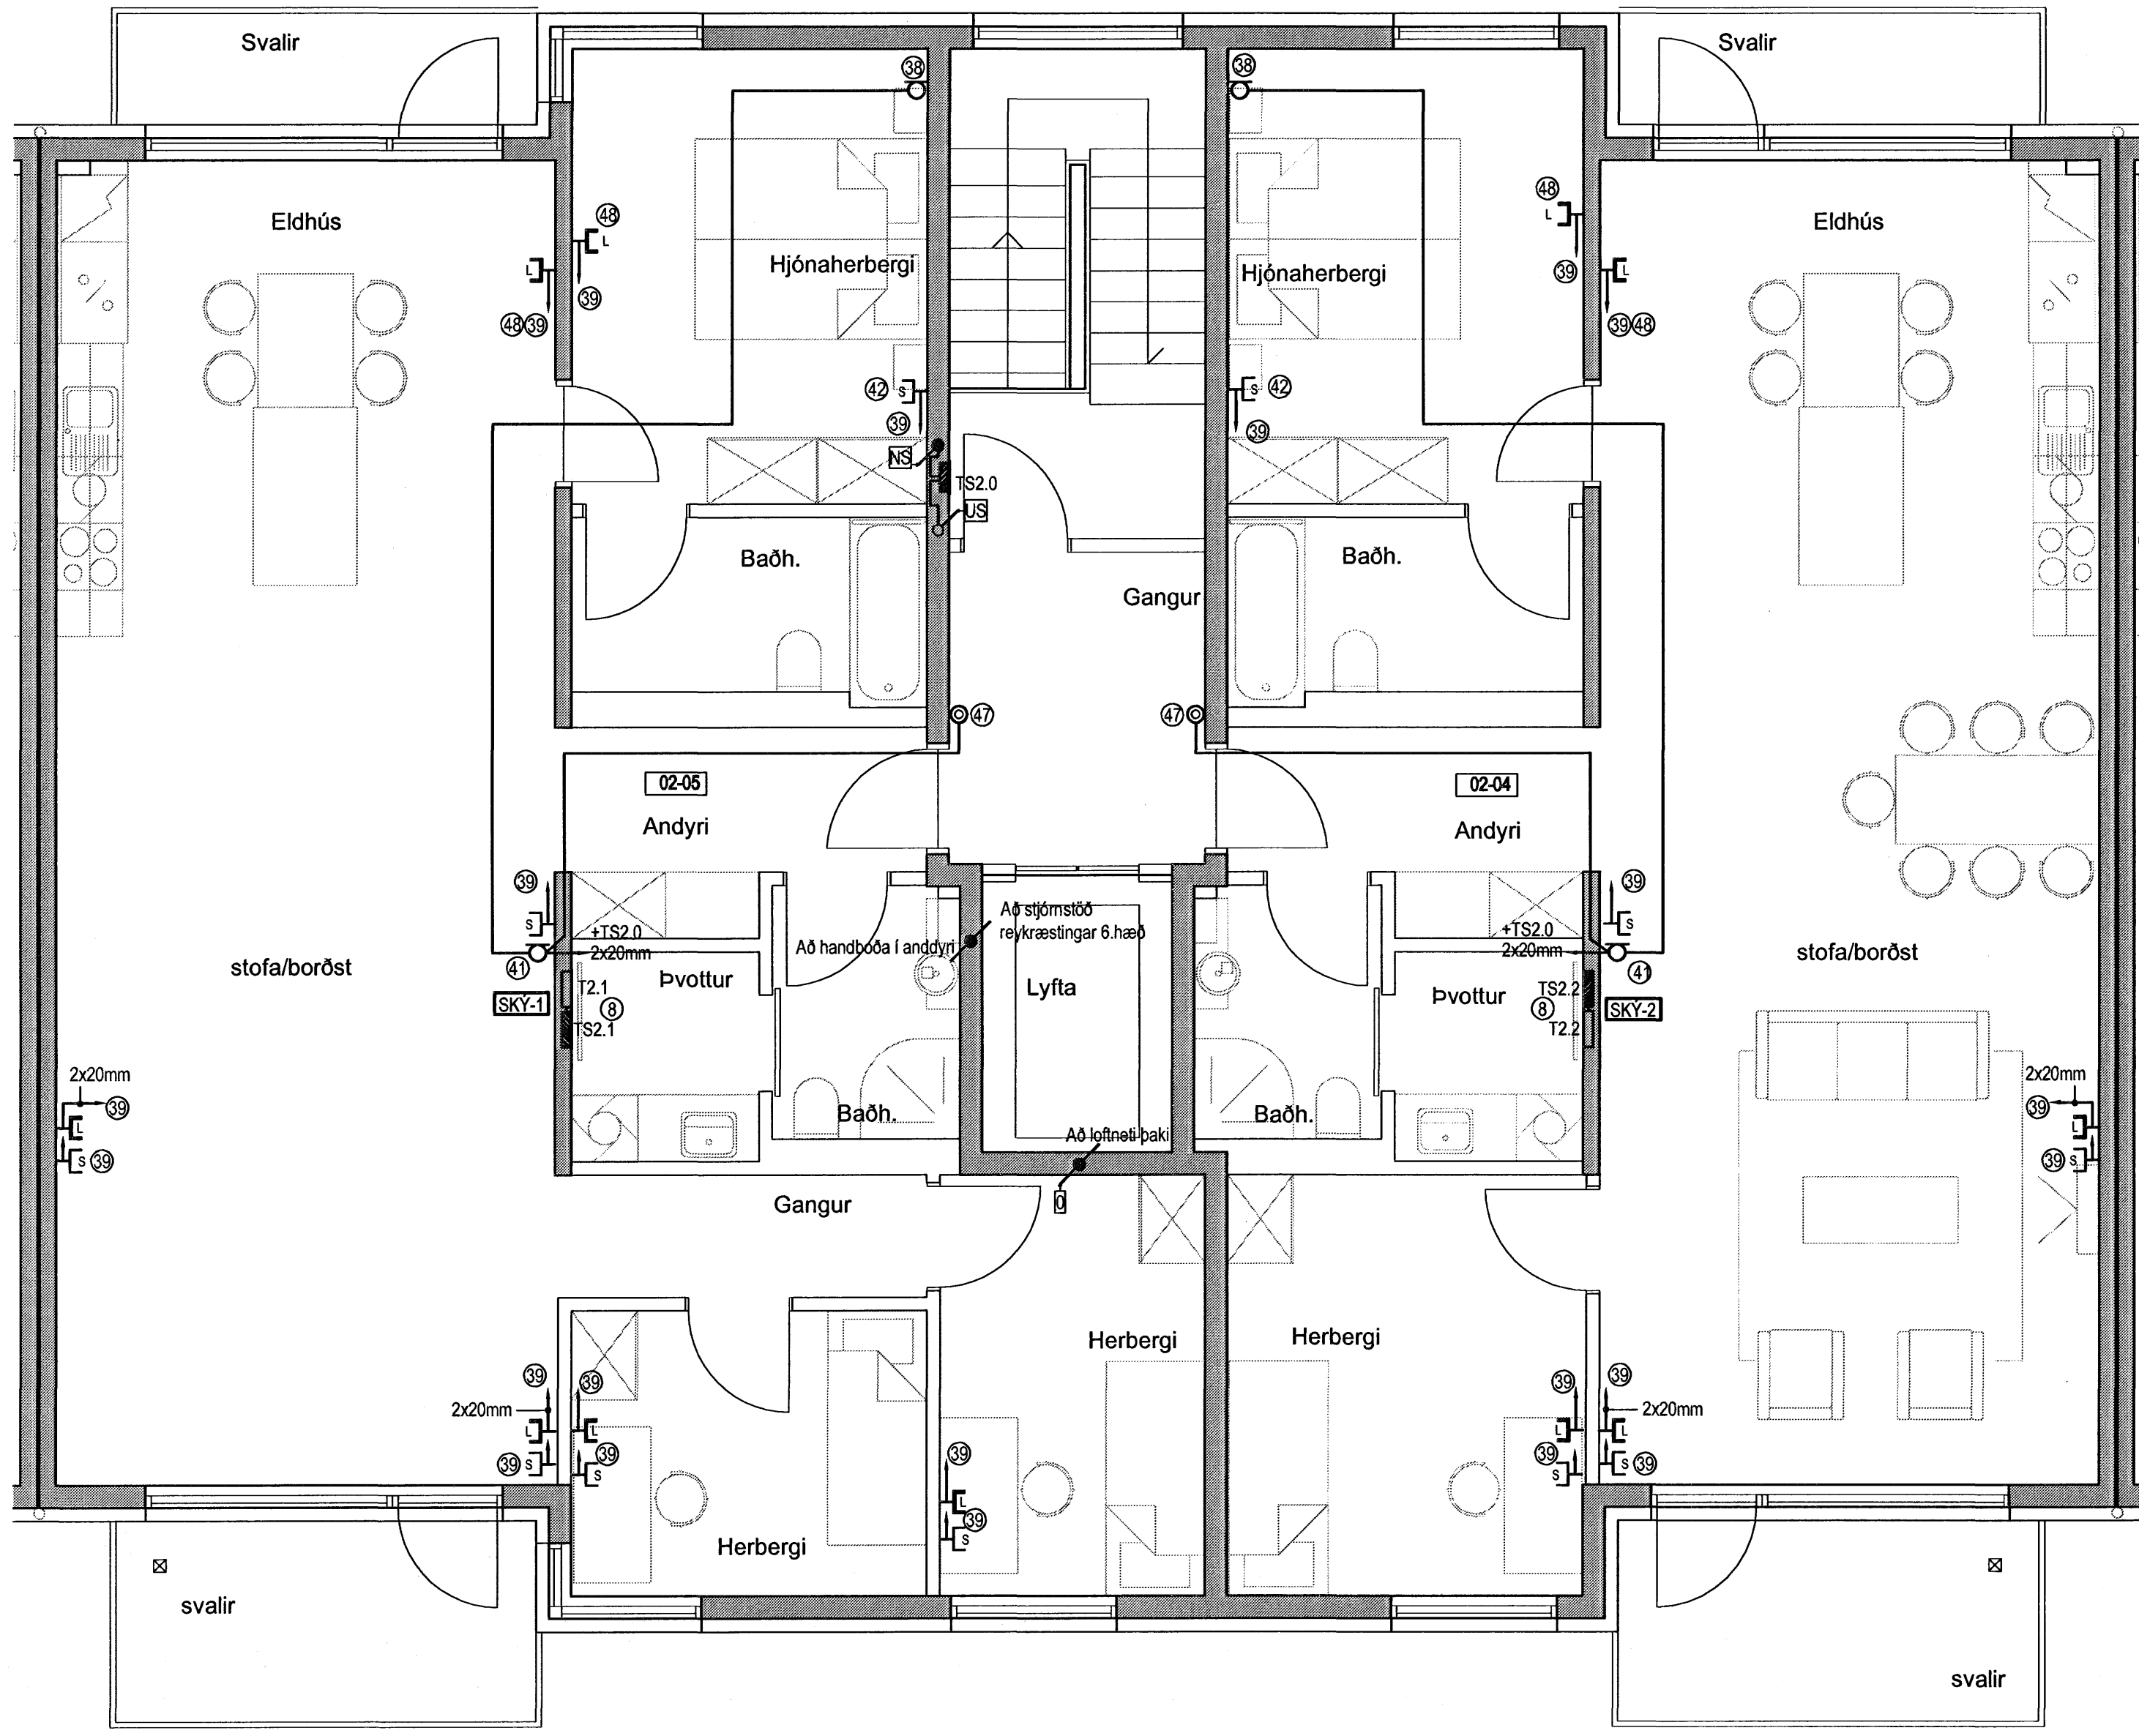 Svalir
Svalir
38
38
Eldhús
48
L
L
39
48 39
Hjónaherbergi
Hjónaherbergi
48
L
39
L
39 48
Eldhús
42 S
39
S 42
39
NS
TS2.0
US
Baðh.
Baðh.
Gangur
47
47
02-05
Andyri
02-04
Andyri
39
S
+TS2.0
2x20mm
41
Að handboða í anddyri
Að stjórnstöð
reykræstingar 6.hæð
39
S
+TS2.0
2x20mm
41
stofa/borðst
stofa/borðst
Þvottur
T2.1
SKÝ-1
8
TS2.1
Lyfta
Þvottur
TS2.2
8
SKÝ-2
T2.2
2x20mm
39
L
S 39
2x20mm
39
L
39 S
Baðh.
Baðh.
Að loftneti þaki
0
Gangur
Herbergi
Herbergi
39
2x20mm
L
39 S
39
L
39
S
39
L
39
S
39
L
39
S
39
2x20mm
L
S 39
Herbergi
svalir
svalir